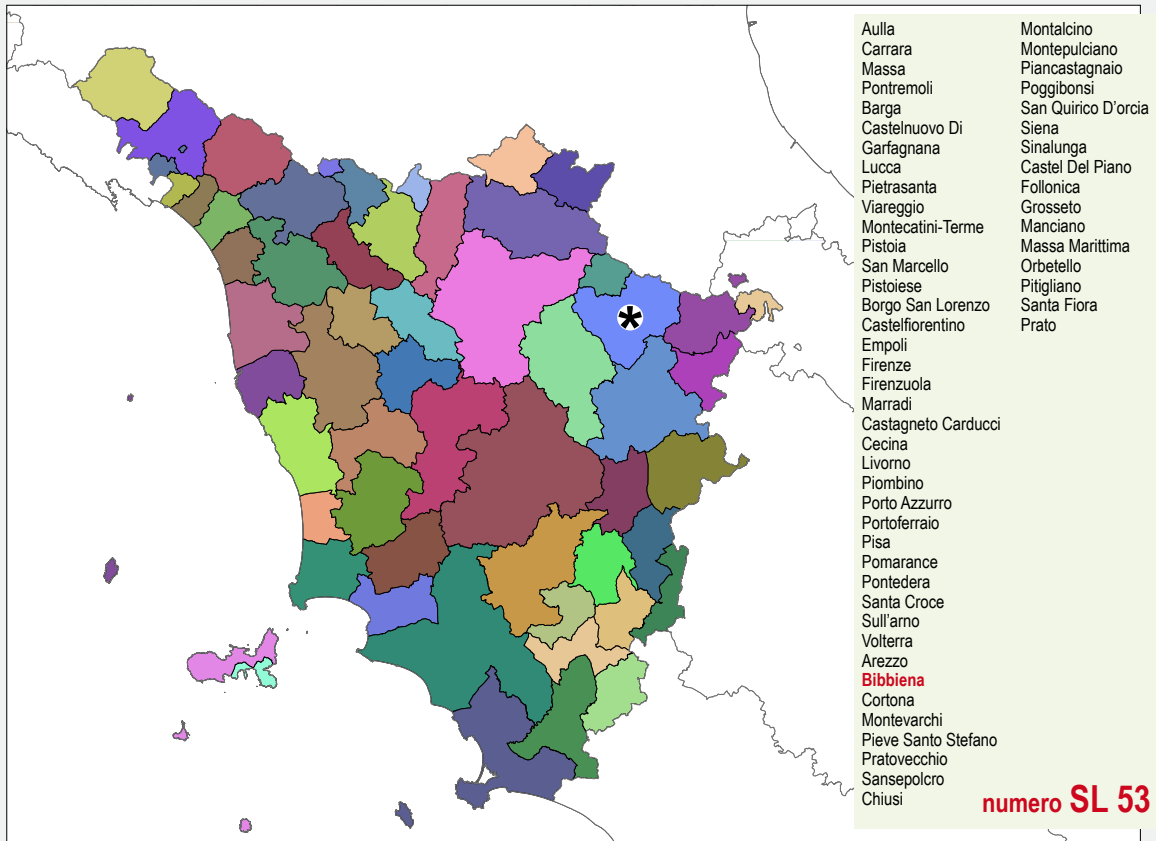 Aulla
Carrara
Massa
Pontremoli
Barga
Castelnuovo Di
Garfagnana
Lucca
Pietrasanta
Viareggio
Montecatini-Terme
Pistoia
San Marcello
Pistoiese
Borgo San Lorenzo
Castelfiorentino
Empoli
Firenze
Firenzuola
Marradi
Castagneto Carducci
Cecina
Livorno
Piombino
Porto Azzurro
Portoferraio
Pisa
Pomarance
Pontedera
Santa Croce
Sull'arno
Volterra
Arezzo
Bibbiena
Cortona
Montevarchi
Pieve Santo Stefano
Pratovecchio
Sansepolcro
Chiusi
Montalcino
Montepulciano
Piancastagnaio
Poggibonsi
San Quirico D'orcia
Siena
Sinalunga
Castel Del Piano
Follonica
Grosseto
Manciano
Massa Marittima
Orbetello
Pitigliano
Santa Fiora
Prato
numero SL 53
*